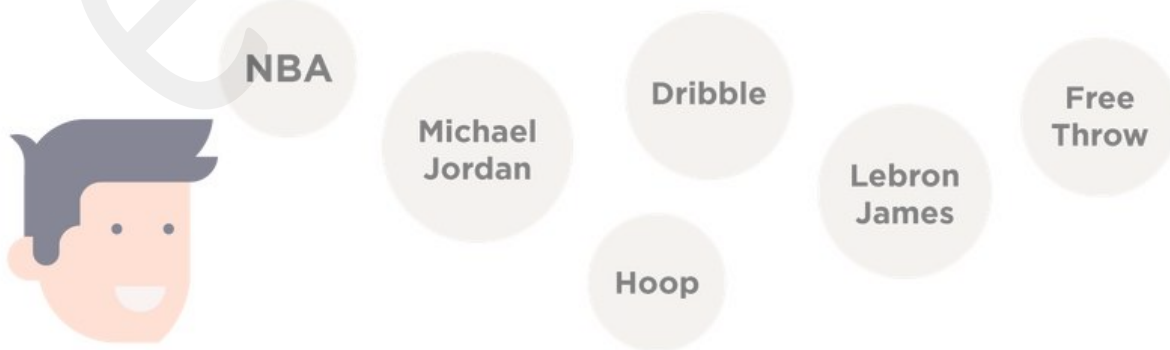 NBA
Michael
Jordan
Dribble
Hoop
Lebron
James
Free
Throw